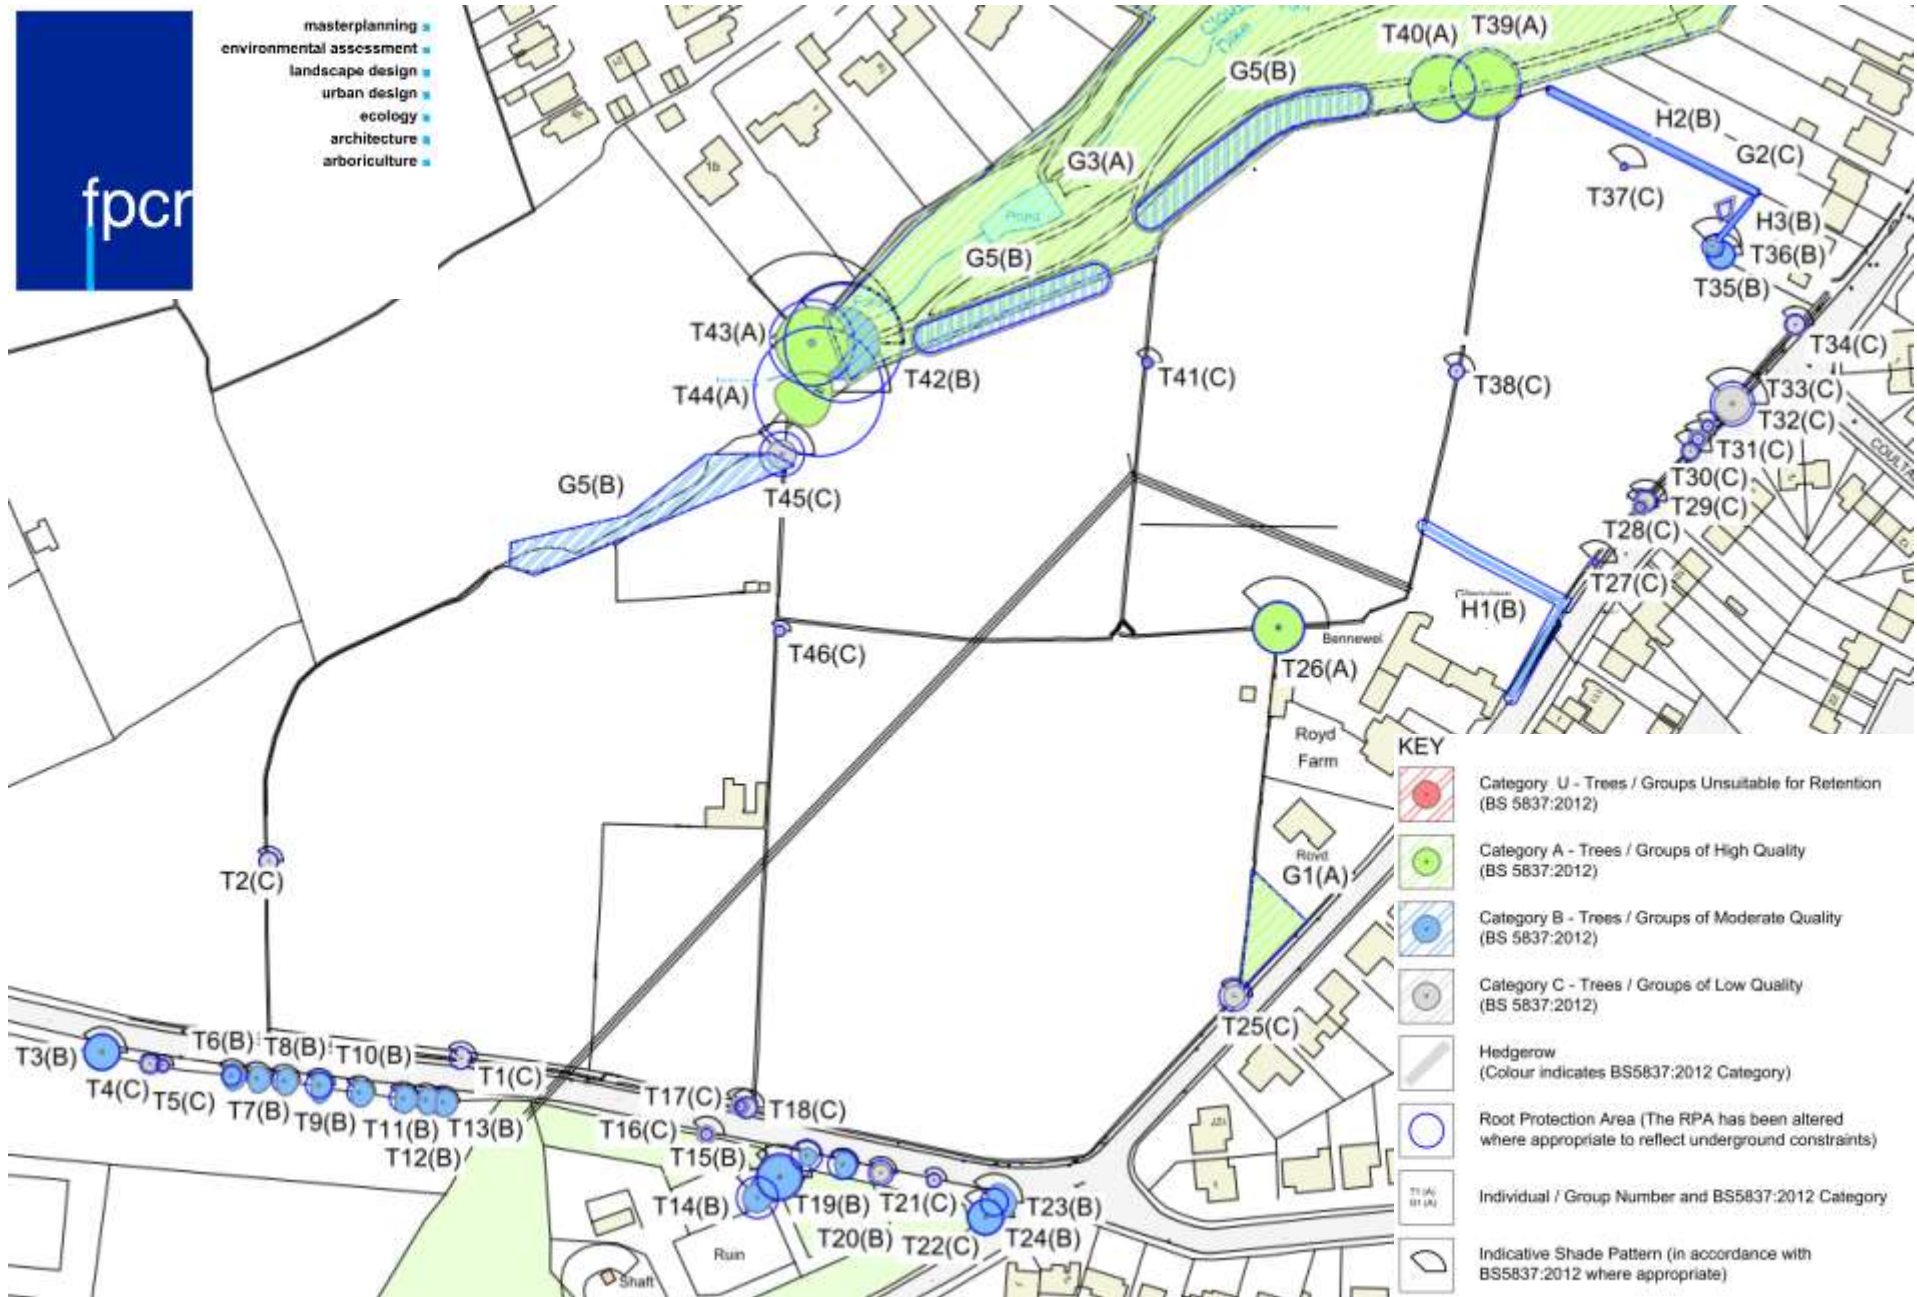 masterplanning
environmental assessment
landscape design
urban design
ecology
architecture
arboriculture
fpcr
T40(A)
T39(A)
G5(B)
H2(B)
G2(C)
G3(A)
T37(C)
Pond
H3(B)
G5(B)
T36(B)
T35(B)
T43(A)
T34(C)
T42(B)
T41(C)
T38(C)
T33(C)
T44(A)
T32(C)
T31(C)
G5(B)
T45(C)
T30(C)
T29(C)
T28(C)
T27(C)
H1(B)
T46(C)
Bennewel
T26(A)
Royd
Farm
Royd
G1(A)
T2(C)
T25(C)
T6(B)
T8(B)
T10(B)
T3(B)
T1(C)
T4(C)
T5(C)
T7(B)
T9(B)
T11(B)
T13(B)
T12(B)
T17(C)
T18(C)
T16(C)
T15(B)
T14(B)
T19(B)
T21(C)
T23(B)
T20(B)
T22(C)
T24(B)
Ruin
Shaft
KEY
Category U - Trees / Groups Unsuitable for Retention
(BS 5837:2012)
Category A - Trees / Groups of High Quality
(BS 5837:2012)
Category B - Trees / Groups of Moderate Quality
(BS 5837:2012)
Category C - Trees / Groups of Low Quality
(BS 5837:2012)
Hedgerow
(Colour indicates BS5837:2012 Category)
Root Protection Area (The RPA has been altered
where appropriate to reflect underground constraints)
T1 (A)
G1 (A)
Individual / Group Number and BS5837:2012 Category
Indicative Shade Pattern (in accordance with
BS5837:2012 where appropriate)